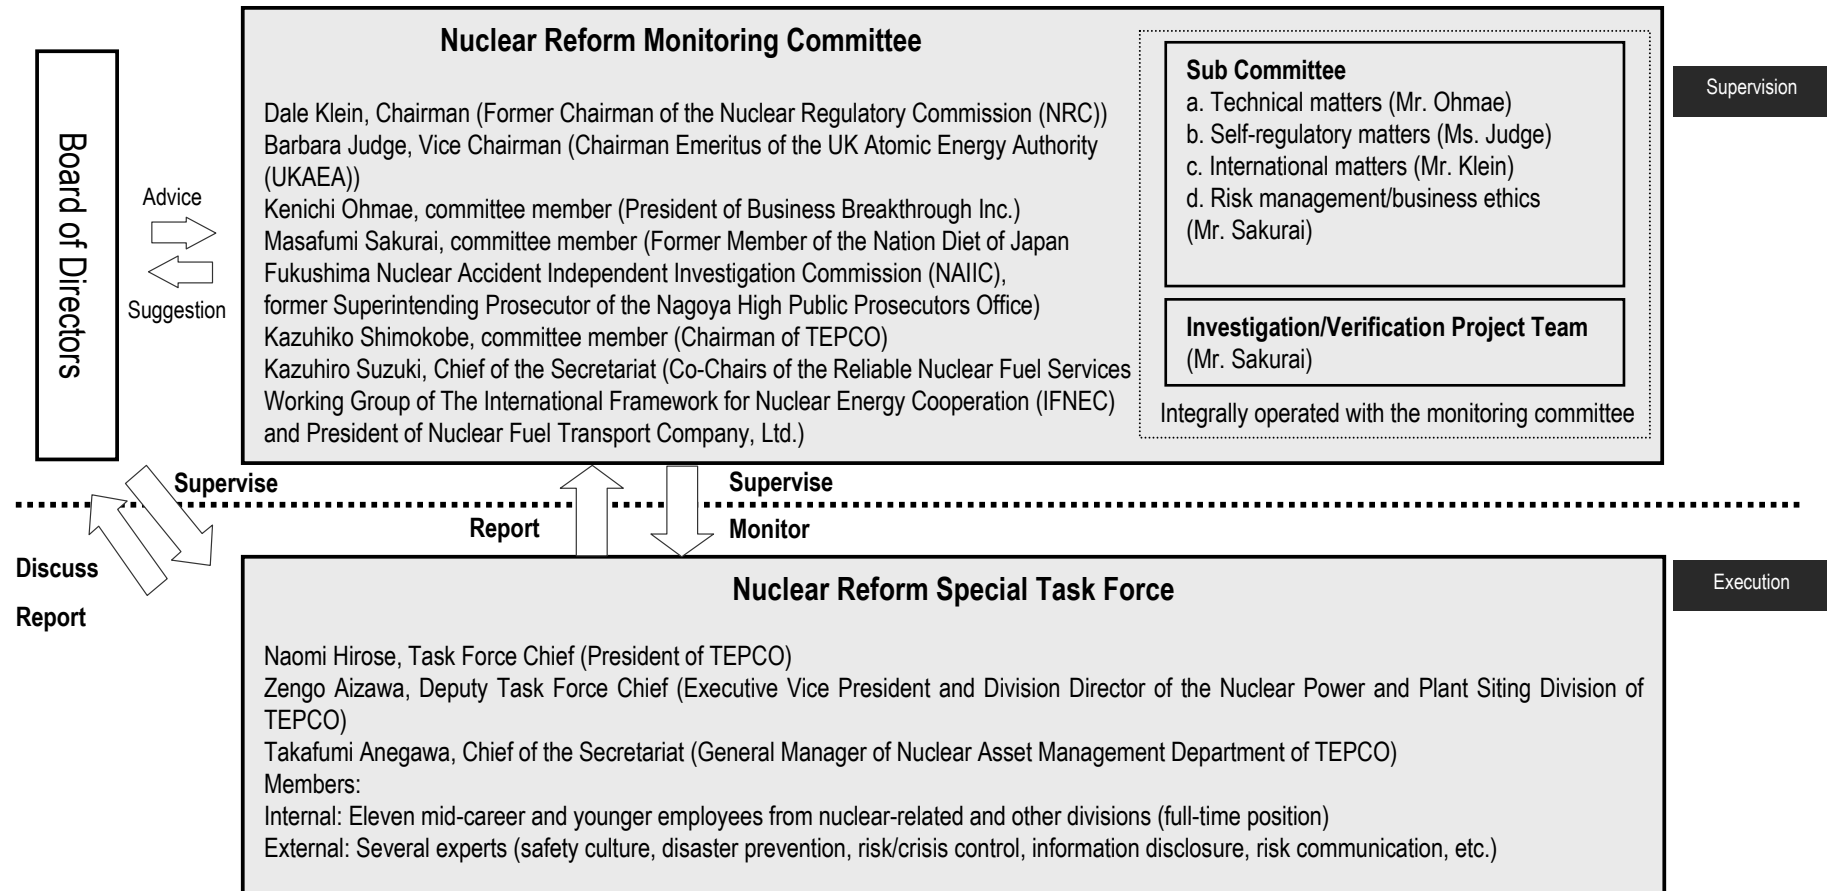 Nuclear Reform Monitoring Committee
Dale Klein, Chairman (Former Chairman of the Nuclear Regulatory Commission (NRC))
Barbara Judge, Vice Chairman (Chairman Emeritus of the UK Atomic Energy Authority
(UKAEA))
Kenichi Ohmae, committee member (President of Business Breakthrough Inc.)
Masafumi Sakurai, committee member (Former Member of the Nation Diet of Japan
Fukushima Nuclear Accident Independent Investigation Commission (NAIIC),
former Superintending Prosecutor of the Nagoya High Public Prosecutors Office)
Kazuhiko Shimokobe, committee member (Chairman of TEPCO)
Kazuhiro Suzuki, Chief of the Secretariat (Co-Chairs of the Reliable Nuclear Fuel Services
Working Group of The International Framework for Nuclear Energy Cooperation (IFNEC)
and President of Nuclear Fuel Transport Company, Ltd.)
Sub Committee
a. Technical matters (Mr. Ohmae)
b. Self-regulatory matters (Ms. Judge)
c. International matters (Mr. Klein)
d. Risk management/business ethics
(Mr. Sakurai)
Investigation/Verification Project Team
(Mr. Sakurai)
Integrally operated with the monitoring committee
Supervision
Board of Directors
Advice
Suggestion
Supervise
Discuss
Report
Report
Supervise
Monitor
Nuclear Reform Special Task Force
Naomi Hirose, Task Force Chief (President of TEPCO)
Zengo Aizawa, Deputy Task Force Chief (Executive Vice President and Division Director of the Nuclear Power and Plant Siting Division of
TEPCO)
Takafumi Anegawa, Chief of the Secretariat (General Manager of Nuclear Asset Management Department of TEPCO)
Members:
Internal: Eleven mid-career and younger employees from nuclear-related and other divisions (full-time position)
External: Several experts (safety culture, disaster prevention, risk/crisis control, information disclosure, risk communication, etc.)
Execution